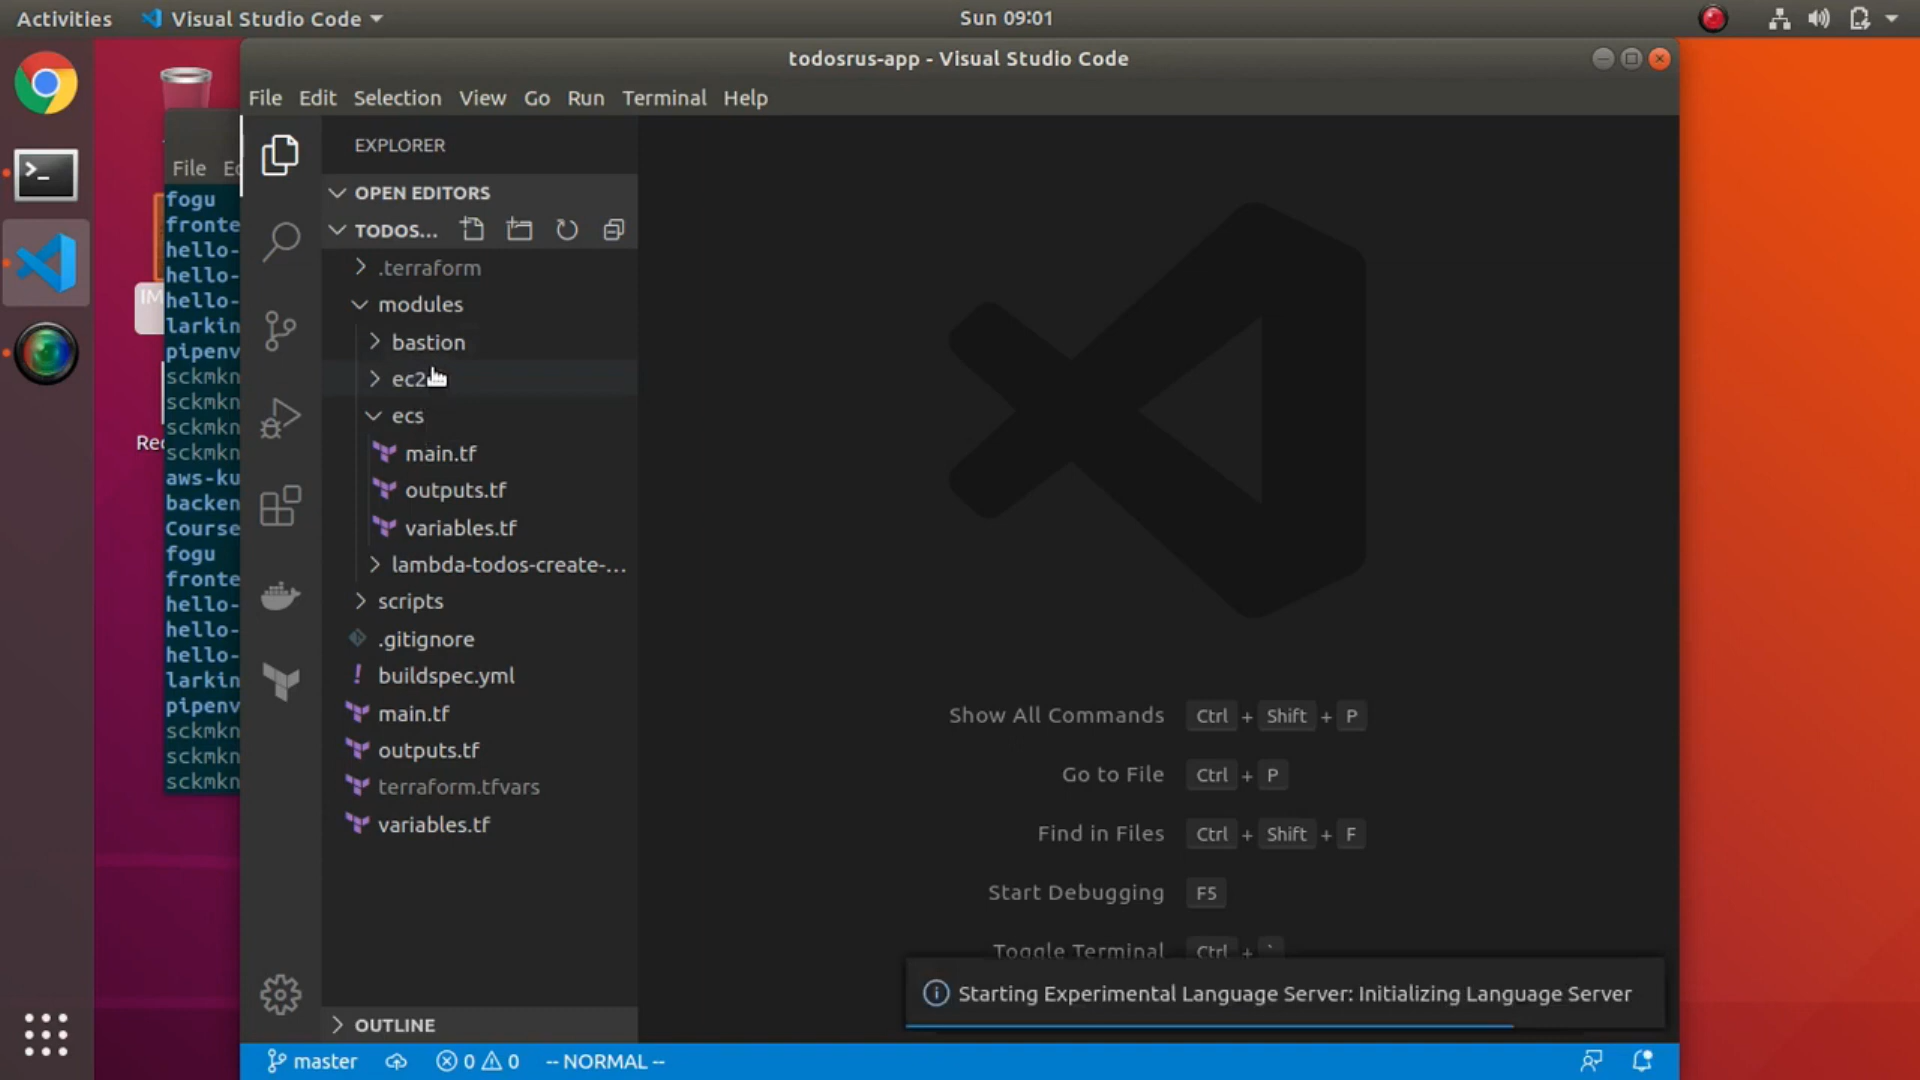 Activities
Visual Studio Code
Sun 09:01
todosrus-app - Visual Studio Code
File Edit Selection View Go Run Terminal Help
EXPLORER
OPEN EDITORS
TODOS...
.terraform
modules
bastion
ec2
ecs
main.tf
outputs.tf
variables.tf
lambda-todos-create-...
scripts
.gitignore
buildspec.yml
main.tf
outputs.tf
terraform.tfvars
variables.tf
OUTLINE
File Ed
fogu
fronte
hello-
hello-
hello-
larkin
pipenv
sckmkn
sckmkn
sckmkn
sckmkn
aws-ku
backen
Course
fogu
fronte
hello-
hello-
hello-
larkin
pipenv
sckmkn
sckmkn
sckmkn
IM
Rec
Show All Commands Ctrl + Shift + P
Go to File Ctrl + P
Find in Files Ctrl + Shift + F
Start Debugging F5
Toggle Terminal Ctrl + `
Starting Experimental Language Server: Initializing Language Server
master 0 0 -- NORMAL --